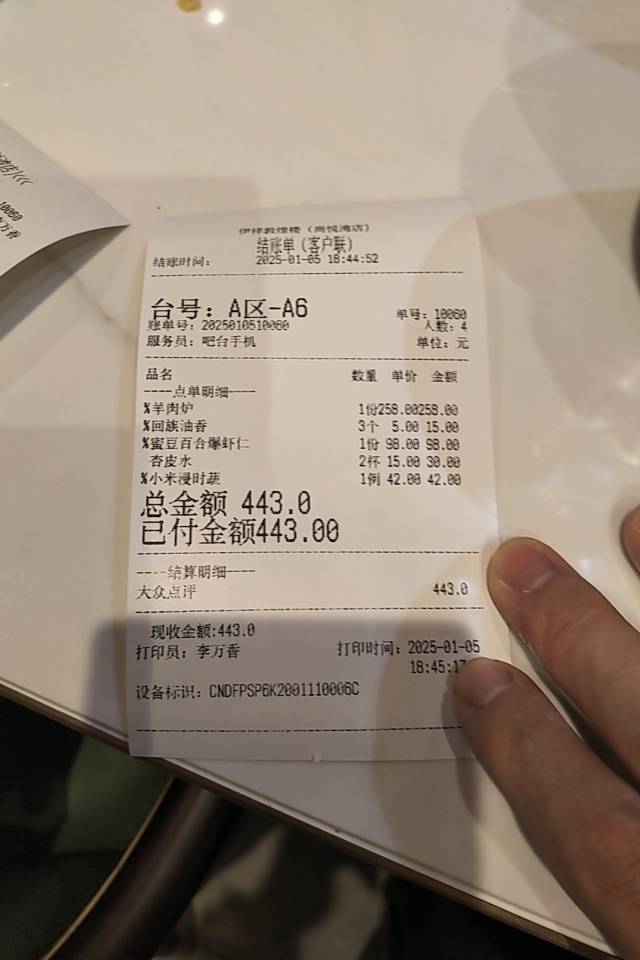 伊祥敦煌楼（尚悦湾店）
结账单（客户联）
结账时间： 2025-01-05 18:44:52
台号：A区-A6 单号：10060
账单号：2025010510060 人数：4
服务员：吧台手机 单位：元
品名 数量 单价 金额
----点单明细----
%羊肉炉 1份258.00258.00
%回族油香 3个 5.00 15.00
%蜜豆百合爆虾仁 1份 98.00 98.00
杏皮水 2杯 15.00 30.00
%小米浸时蔬 1例 42.00 42.00
总金额 443.0
已付金额443.00
----结算明细----
大众点评 443.0
现收金额:443.0
打印员：李万香 打印时间：2025-01-05
18:45:17
设备标识：CNDFPSP6K2001110006C
10060